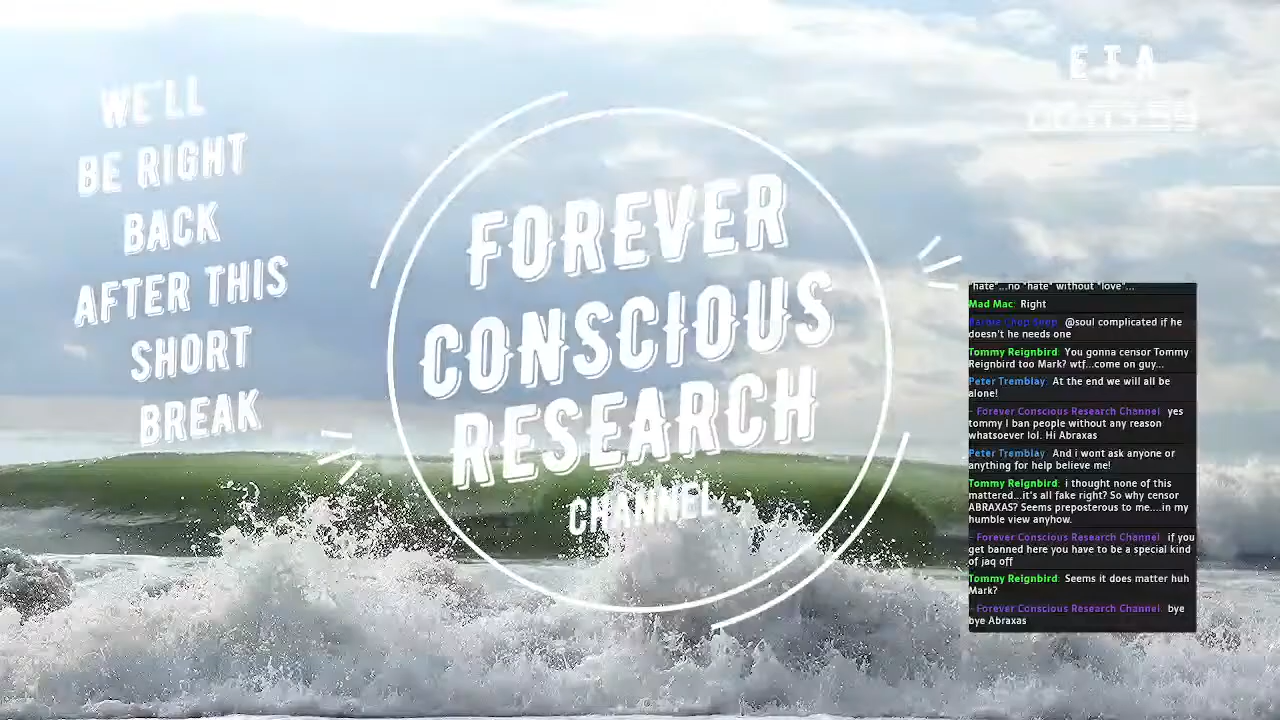 WE'LL
BE RIGHT
BACK
AFTER THIS
SHORT
BREAK
FOREVER
CONSCIOUS
RESEARCH
CHANNEL
ETA
"hate"...no "hate" without "love"...
Mad Mac: Right
@soul complicated if he
doesn't he needs one
Tommy Reignbird: You gonna censor Tommy
Reignbird too Mark? wtf...come on guy...
Peter Tremblay: At the end we will all be
alone!
- Forever Conscious Research Channel: yes
tommy I ban people without any reason
whatsoever lol. Hi Abraxas
Peter Tremblay: And i wont ask anyone or
anything for help believe me!
Tommy Reignbird: i thought none of this
mattered...it's all fake right? So why censor
ABRAXAS? Seems preposterous to me....in my
humble view anyhow.
- Forever Conscious Research Channel: if you
get banned here you have to be a special kind
of jaq off
Tommy Reignbird: Seems it does matter huh
Mark?
- Forever Conscious Research Channel: bye
bye Abraxas